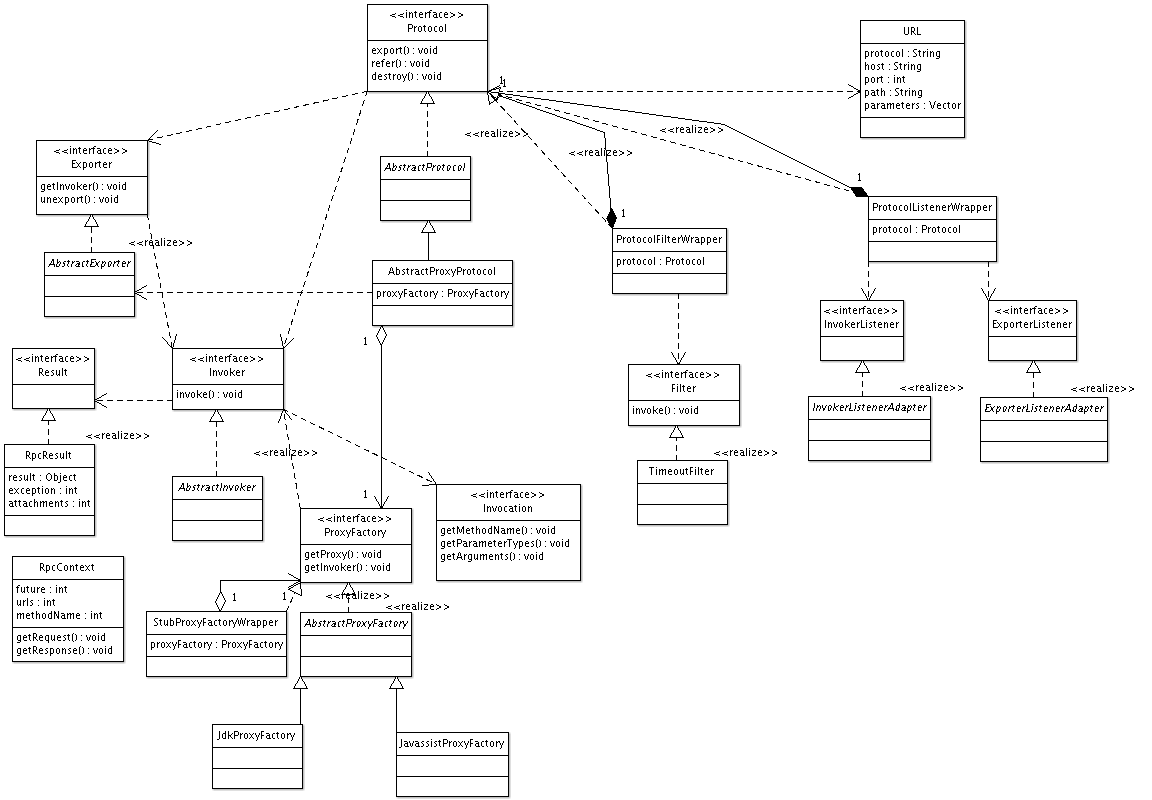 <<interface>>
Protocol
export() : void
refer() : void
destroy() : void
URL
protocol : String
host : String
port : int
path : String
parameters : Vector
1
1
<<realize>>
<<realize>>
<<realize>>
<<interface>>
Exporter
getInvoker() : void
unexport() : void
AbstractProtocol
1
ProtocolListenerWrapper
protocol : Protocol
1
ProtocolFilterWrapper
protocol : Protocol
<<realize>>
AbstractExporter
AbstractProxyProtocol
proxyFactory : ProxyFactory
1
<<interface>>
InvokerListener
<<interface>>
ExporterListener
<<interface>>
Result
<<interface>>
Invoker
invoke() : void
<<interface>>
Filter
invoke() : void
<<realize>>
<<realize>>
InvokerListenerAdapter
ExporterListenerAdapter
<<realize>>
<<realize>>
<<realize>>
RpcResult
result : Object
exception : int
attachments : int
AbstractInvoker
TimeoutFilter
1
<<interface>>
Invocation
getMethodName() : void
getParameterTypes() : void
getArguments() : void
<<interface>>
ProxyFactory
getProxy() : void
getInvoker() : void
RpcContext
future : int
urls : int
methodName : int
getRequest() : void
getResponse() : void
1
1
<<realize>>
<<realize>>
StubProxyFactoryWrapper
proxyFactory : ProxyFactory
AbstractProxyFactory
JdkProxyFactory
JavassistProxyFactory